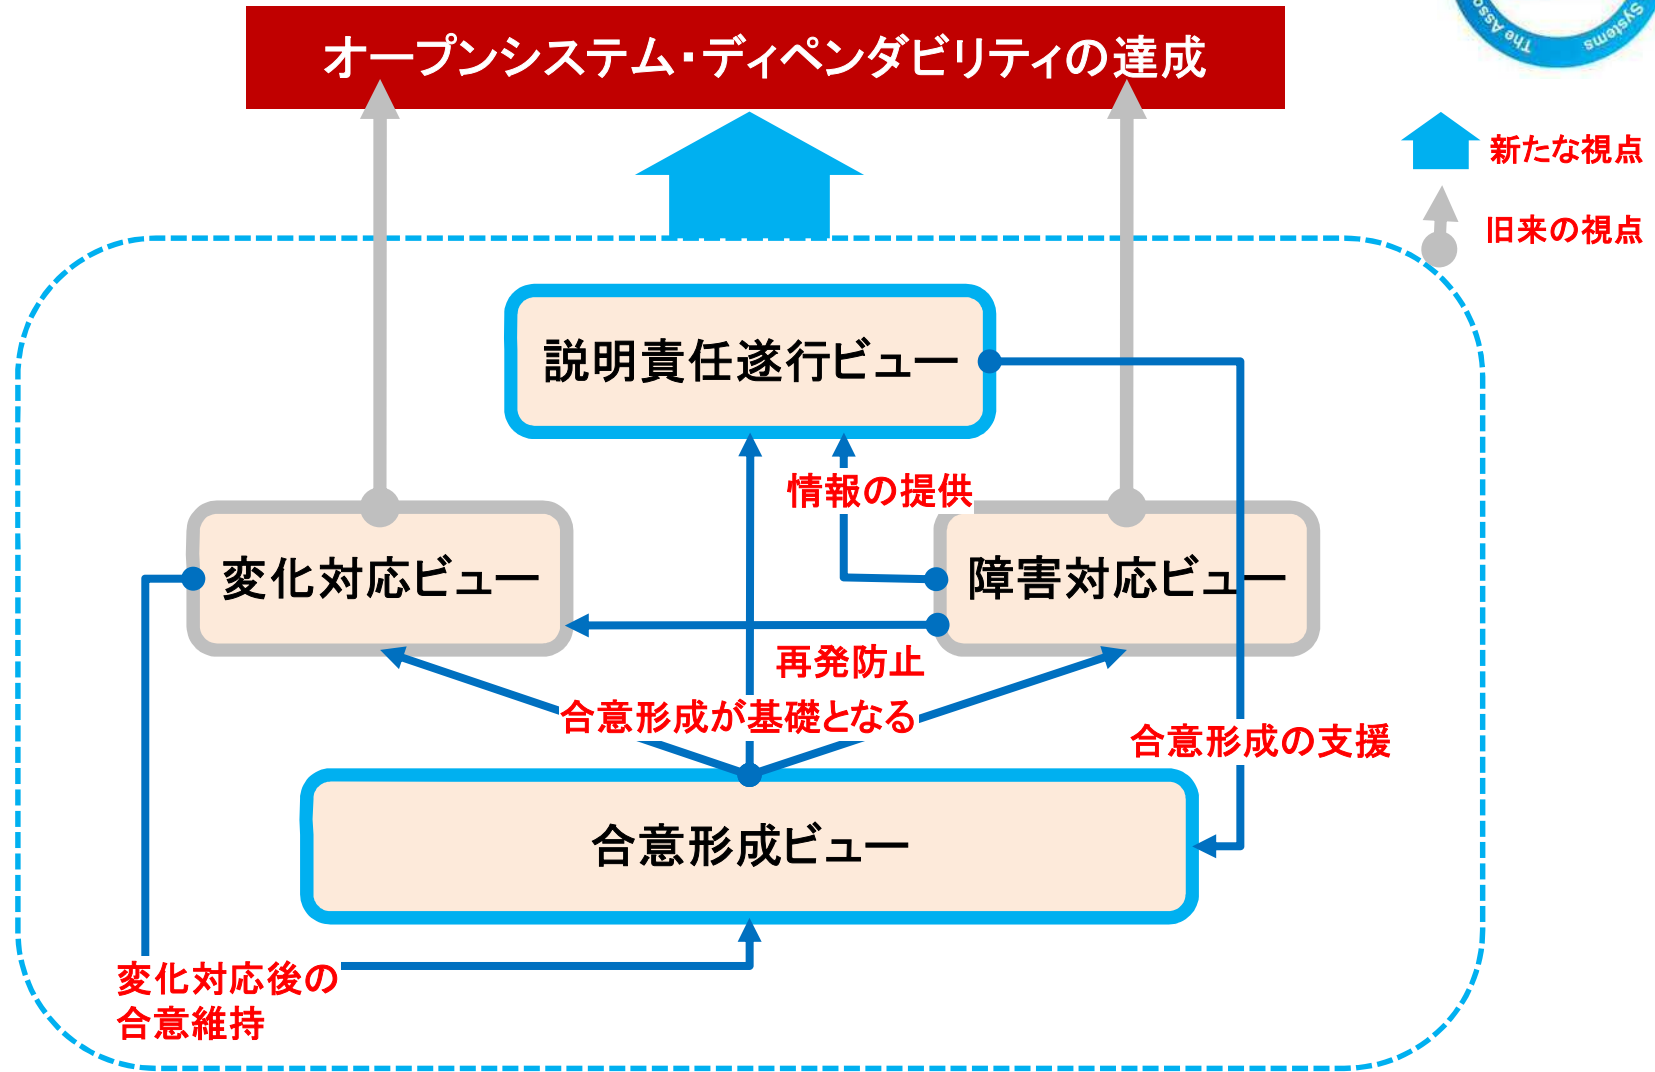 オープンシステム・ディペンダビリティの達成
The Asso
Systems
新たな視点
旧来の視点
説明責任遂行ビュー
情報の提供
変化対応ビュー
障害対応ビュー
再発防止
合意形成が基礎となる
合意形成の支援
合意形成ビュー
変化対応後の
合意維持